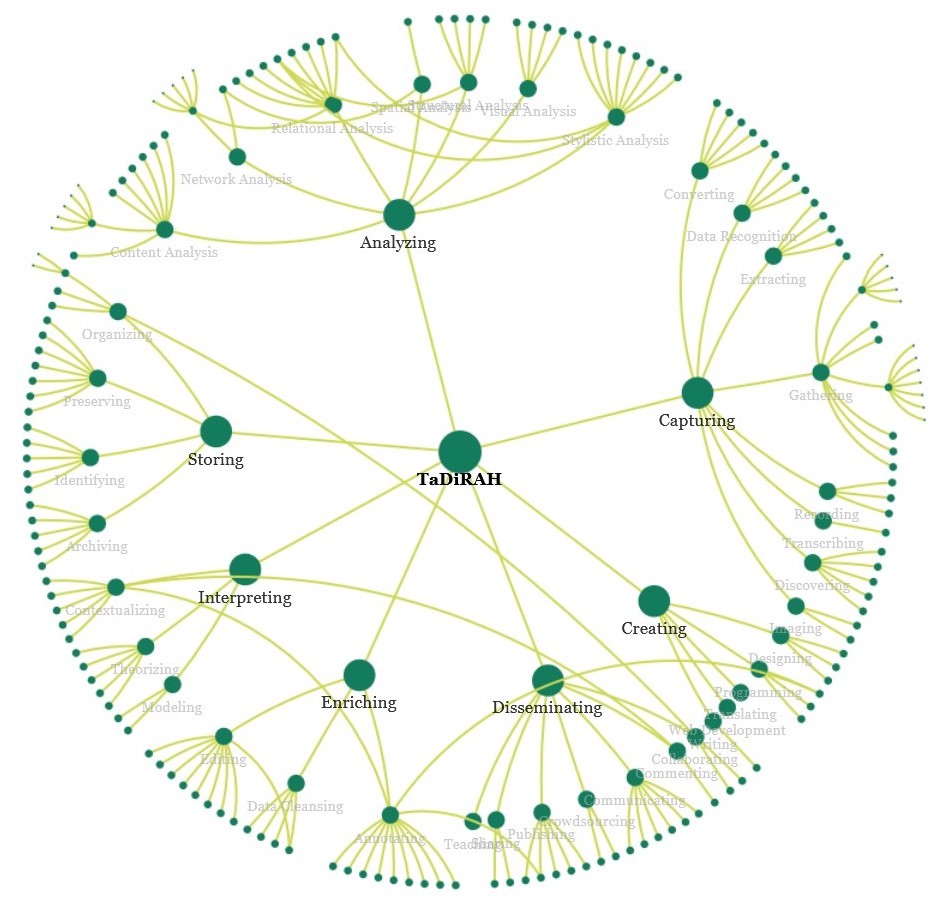 Spatial Analysis
Structural Analysis
Visual Analysis
Relational Analysis
Stylistic Analysis
Network Analysis
Converting
Data Recognition
Analyzing
Content Analysis
Extracting
Organizing
Gathering
Preserving
Capturing
Storing
TaDiRAH
Identifying
Recording
Transcribing
Archiving
Discovering
Interpreting
Contextualizing
Creating
Imaging
Designing
Theorizing
Programming
Enriching
Disseminating
Modeling
Translating
Web Development
Writing
Editing
Collaborating
Commenting
Communicating
Data Cleansing
Crowdsourcing
Publishing
Annotating
Teaching
Sharing